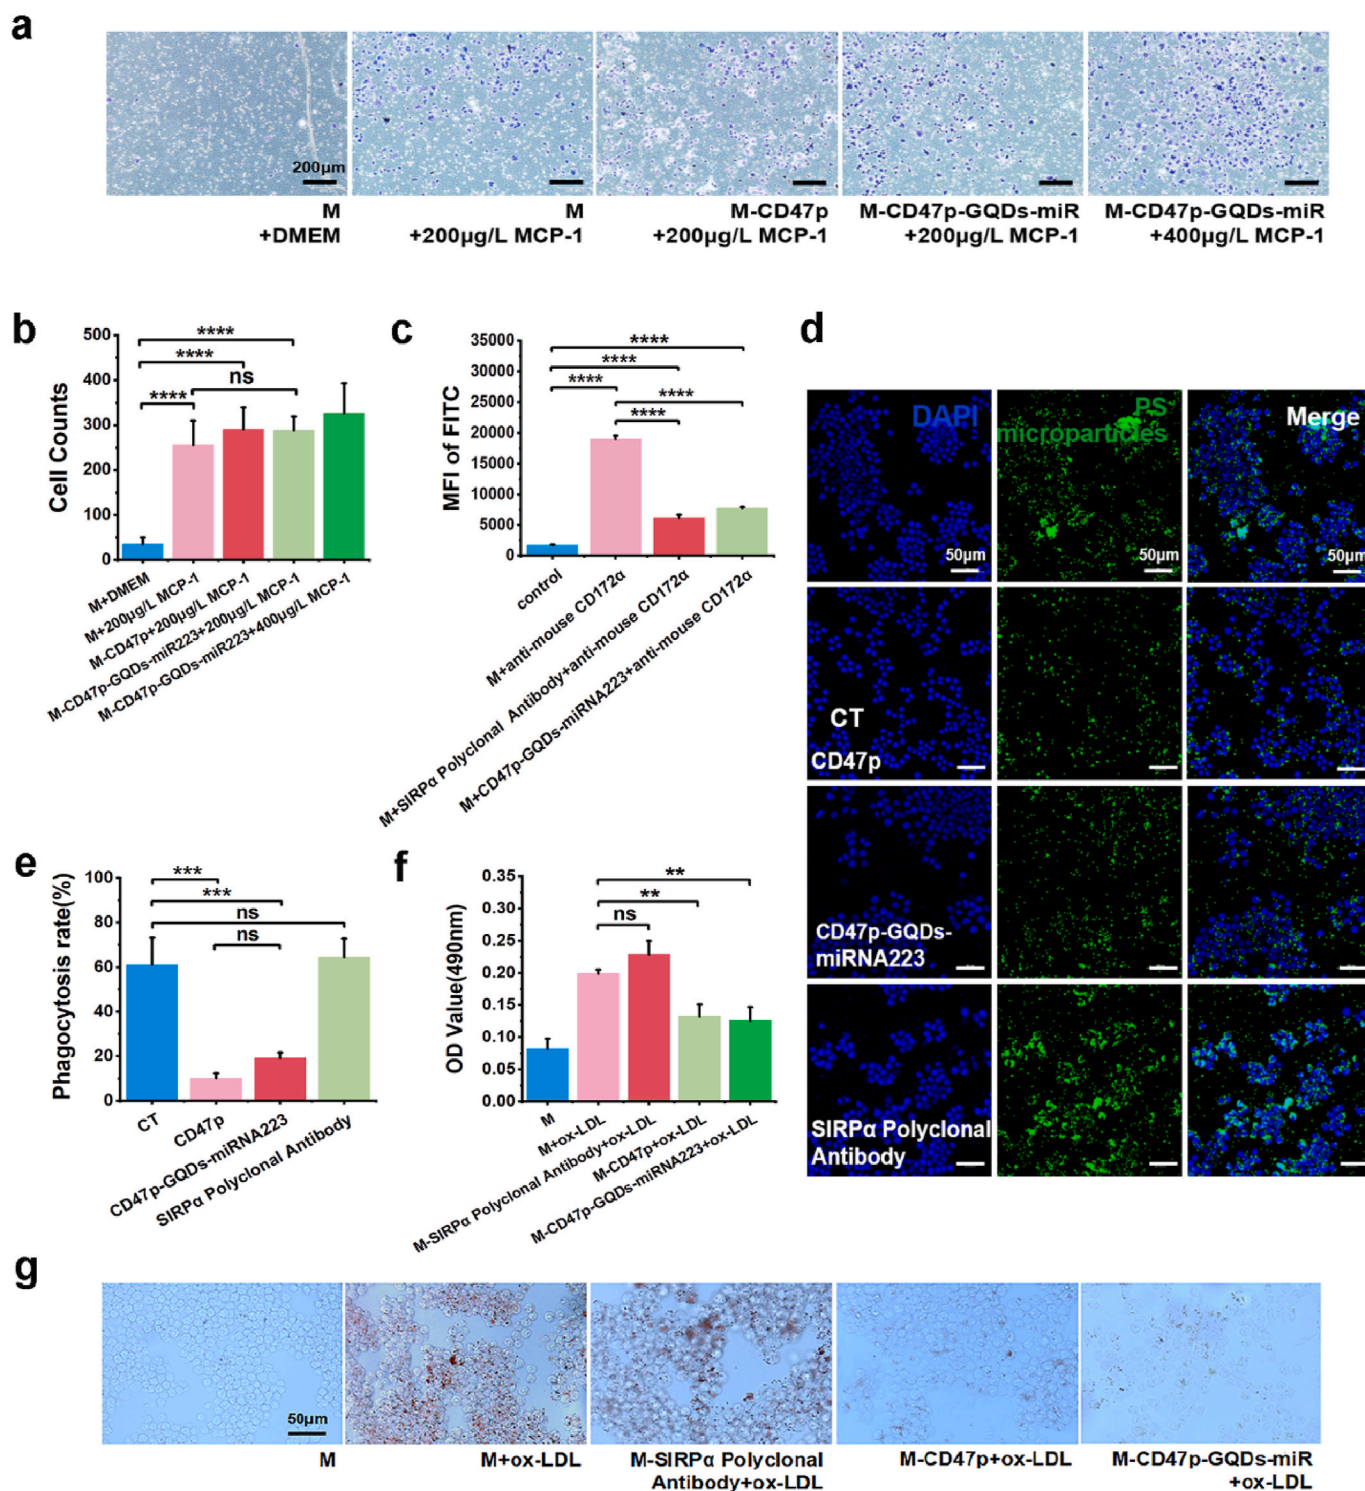 a
200μm
M
+DMEM
M
+200μg/L MCP-1
M-CD47p
+200μg/L MCP-1
M-CD47p-GQDs-miR
+200μg/L MCP-1
M-CD47p-GQDs-miR
+400μg/L MCP-1
b
Cell Counts
500
400
300
200
100
0
****
****
ns
****
M+DMEM
M+200μg/L MCP-1
M-CD47p+200μg/L MCP-1
M-CD47p-GQDs-miR223+200μg/L MCP-1
M-CD47p-GQDs-miR223+400μg/L MCP-1
c
MFI of FITC
35000
30000
25000
20000
15000
10000
5000
0
****
****
**** ****
****
control
M+anti-mouse CD172α
M+SIRPα Polyclonal Antibody+anti-mouse CD172α
M+CD47p-GQDs-miRNA223+anti-mouse CD172α
d
DAPI
PS
microparticles
Merge
50μm
50μm
50μm
CT
CD47p
CD47p-GQDs-
miRNA223
SIRPα Polyclonal
Antibody
e
Phagocytosis rate(%)
100
80
60
40
20
0
***
***
ns
ns
CT
CD47p
CD47p-GQDs-miRNA223
SIRPα Polyclonal Antibody
f
OD Value(490nm)
0.35
0.30
0.25
0.20
0.15
0.10
0.05
0.00
**
**
ns
M
M+ox-LDL
M-SIRPα Polyclonal Antibody+ox-LDL
M-CD47p+ox-LDL
M-CD47p-GQDs-miRNA223+ox-LDL
g
50μm
M
M+ox-LDL
M-SIRPα Polyclonal
Antibody+ox-LDL
M-CD47p+ox-LDL
M-CD47p-GQDs-miR
+ox-LDL